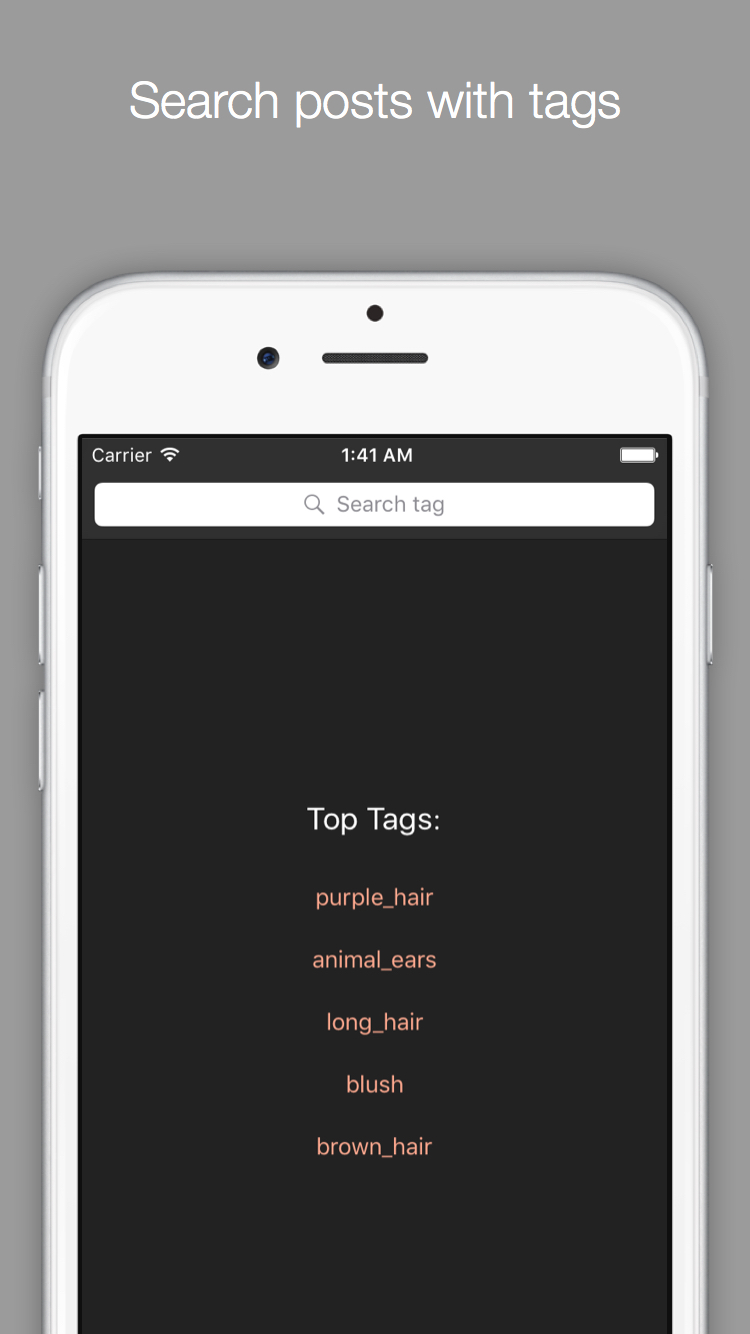 Search posts with tags
Carrier 1:41 AM
Search tag
Top Tags:
purple_hair
animal_ears
long_hair
blush
brown_hair